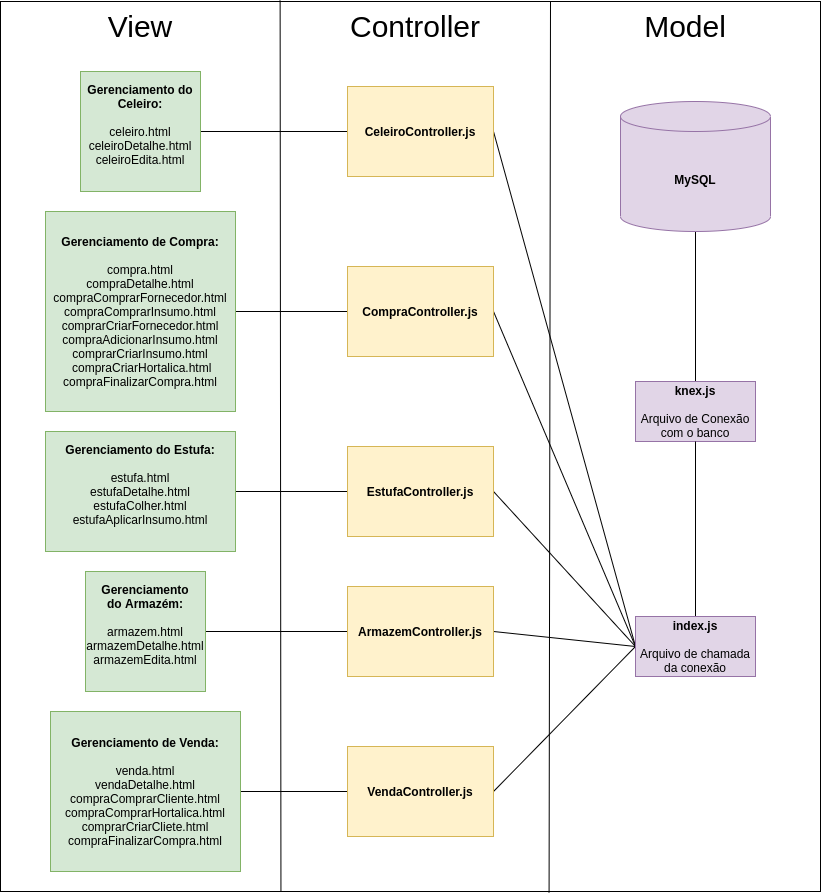 View
Controller
Model
Gerenciamento do
Celeiro:
celeiro.html
celeiroDetalhe.html
celeiroEdita.html
CeleiroController.js
MySQL
Gerenciamento de Compra:
compra.html
compraDetalhe.html
compraComprarFornecedor.html
compraComprarInsumo.html
comprarCriarFornecedor.html
compraAdicionarInsumo.html
comprarCriarInsumo.html
compraCriarHortalica.html
compraFinalizarCompra.html
CompraController.js
knex.js
Arquivo de Conexão
com o banco
Gerenciamento do Estufa:
estufa.html
estufaDetalhe.html
estufaColher.html
estufaAplicarInsumo.html
EstufaController.js
Gerenciamento
do Armazém:
armazem.html
armazemDetalhe.html
armazemEdita.html
ArmazemController.js
index.js
Arquivo de chamada
da conexão
Gerenciamento de Venda:
venda.html
vendaDetalhe.html
compraComprarCliente.html
compraComprarHortalica.html
comprarCriarCliete.html
compraFinalizarCompra.html
VendaController.js